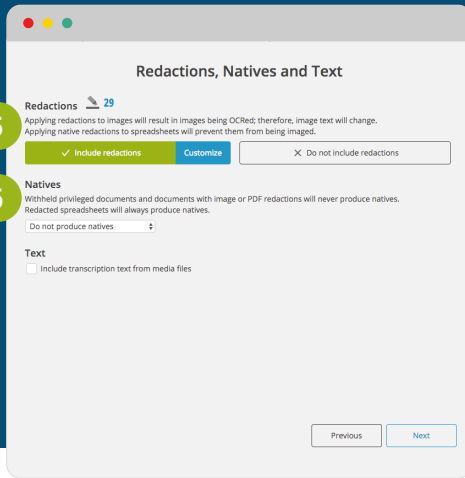 Redactions, Natives and Text
Redactions 29
Applying redactions to images will result in images being OCRed; therefore, image text will change.
Applying native redactions to spreadsheets will prevent them from being imaged.
✓ Include redactions Customize X Do not include redactions
Natives
Withheld privileged documents and documents with image or PDF redactions will never produce natives.
Redacted spreadsheets will always produce natives.
Do not produce natives
Text
Include transcription text from media files
Previous Next